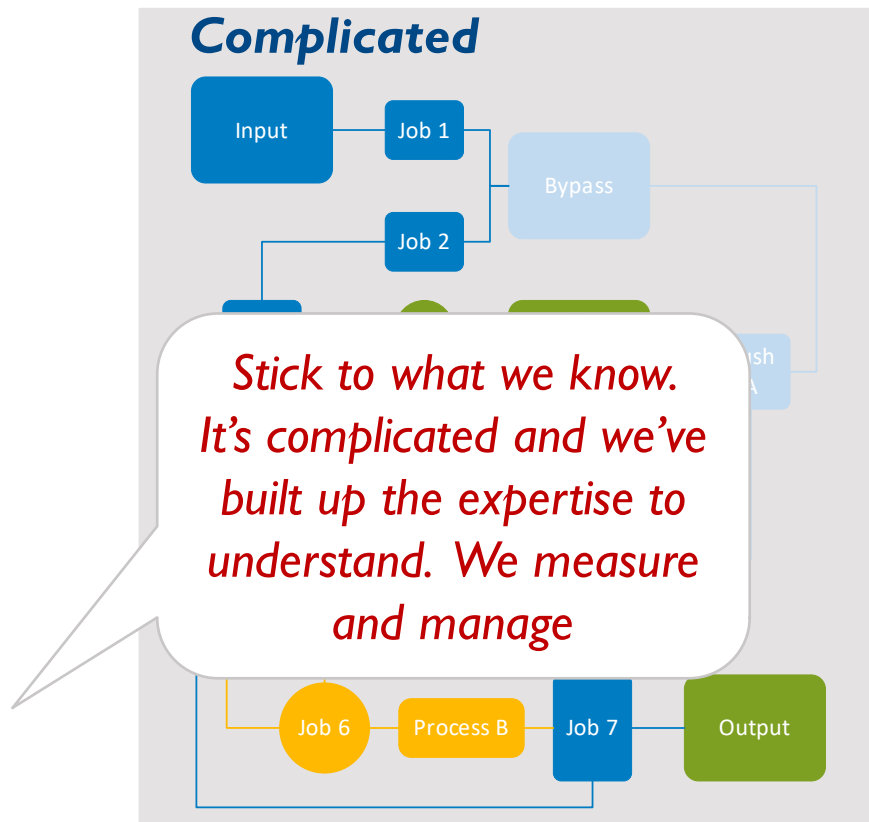 Complicated
Input
Job 1
Bypass
Job 2
Stick to what we know.
It’s complicated and we’ve
built up the expertise to
understand. We measure
and manage
Job 6
Process B
Job 7
Output